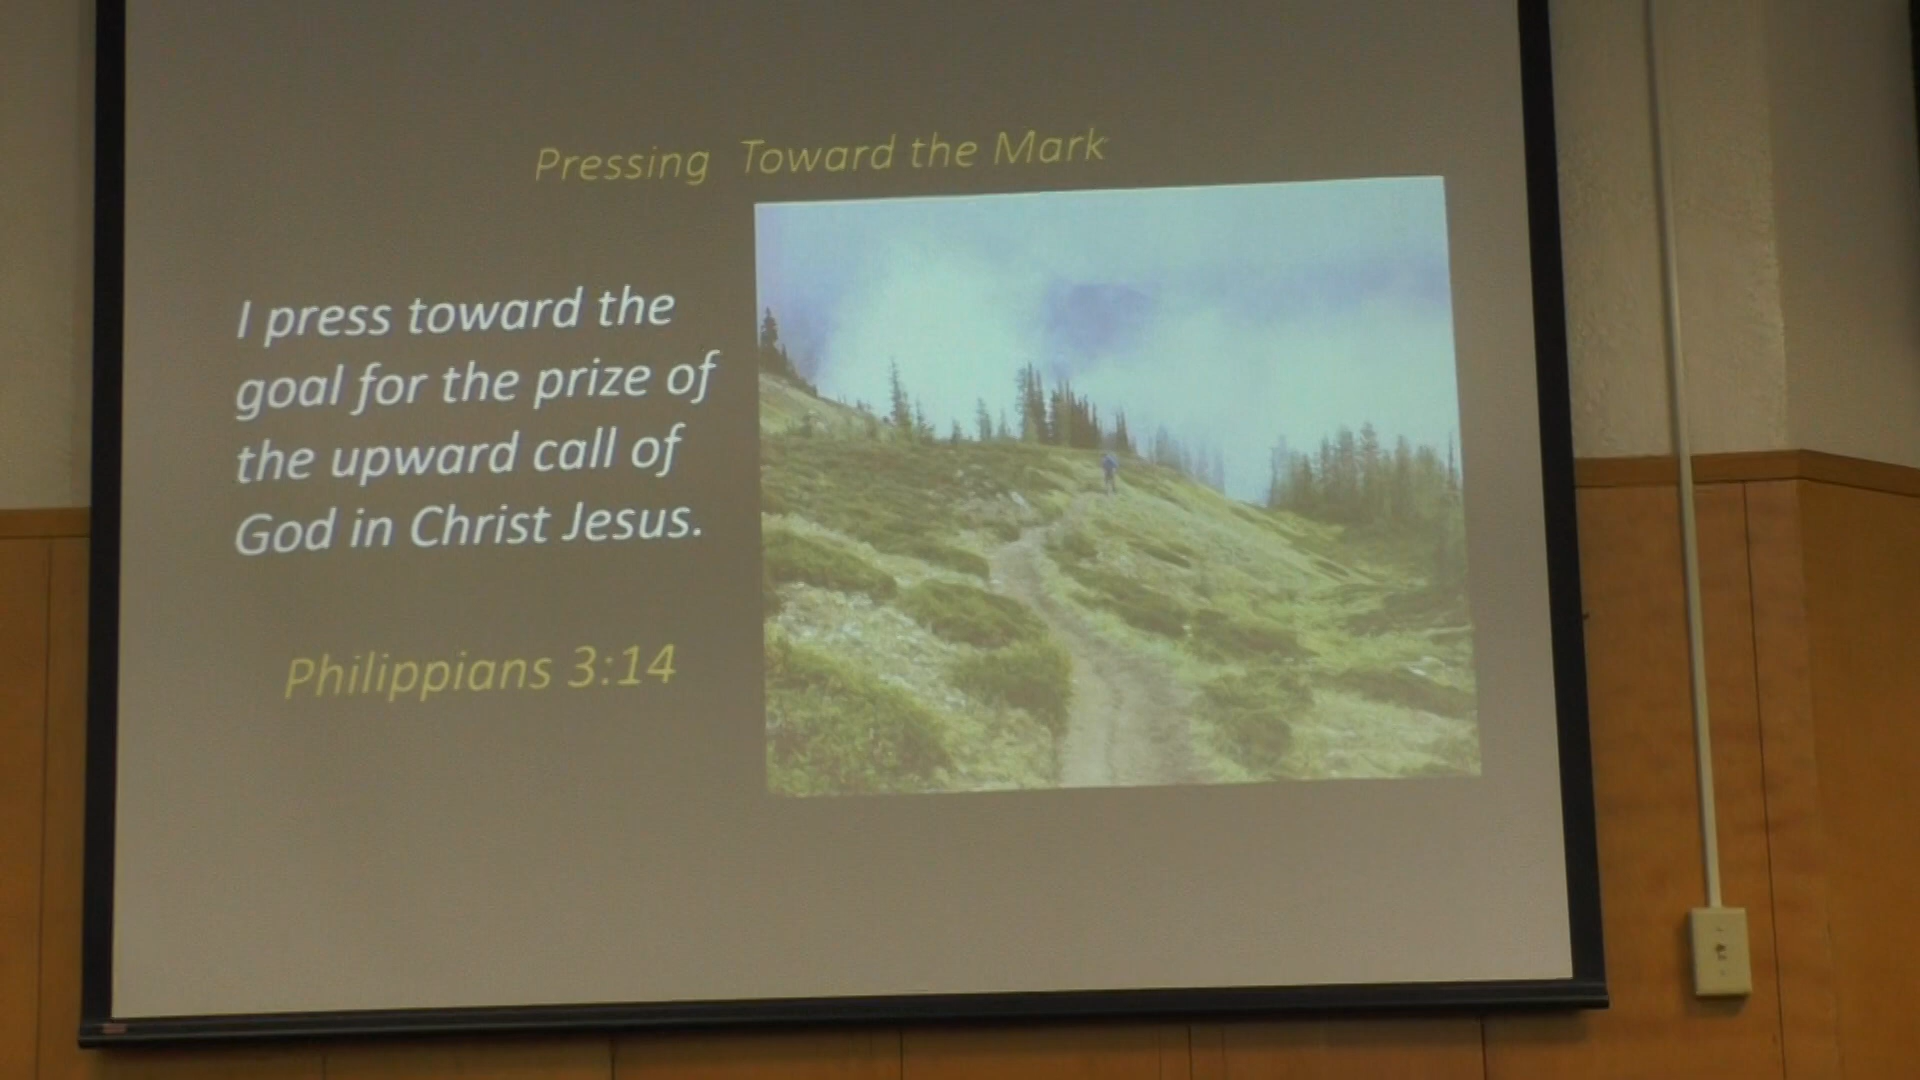 Pressing Toward the Mark
I press toward the
goal for the prize of
the upward call of
God in Christ Jesus.
Philippians 3:14